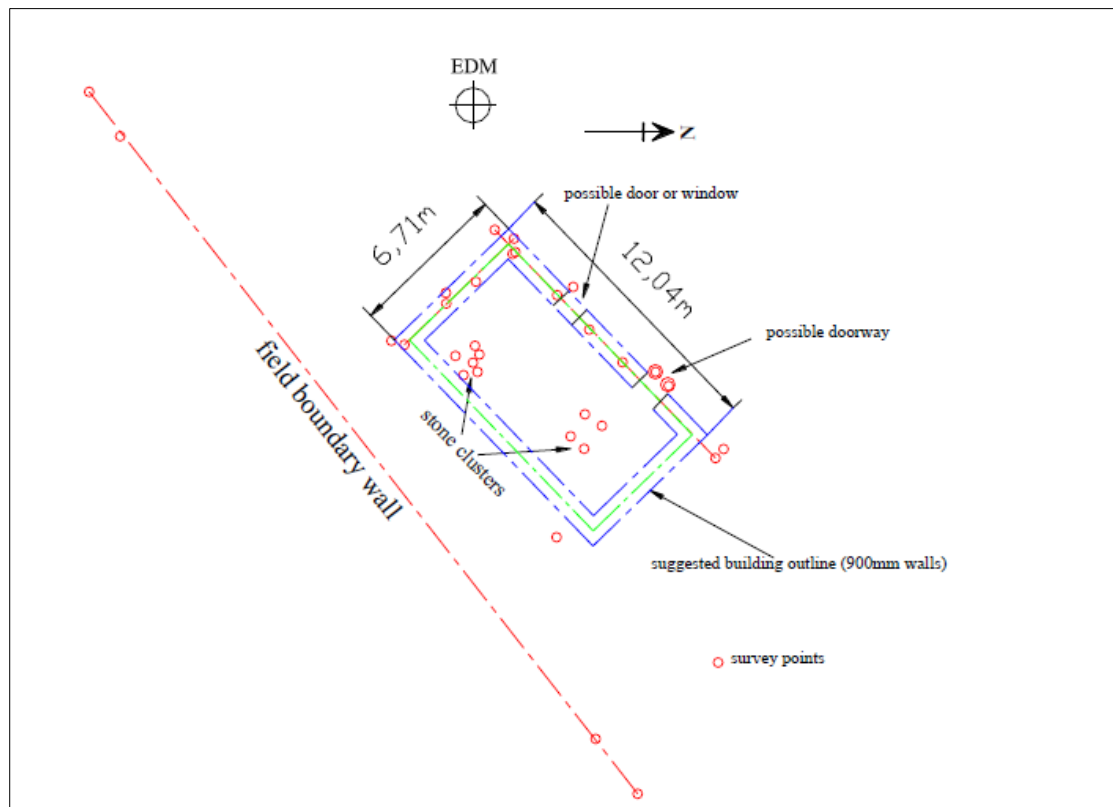 EDM
N
possible door or window
6,71m
12,04m
possible doorway
field boundary wall
stone clusters
suggested building outline (900mm walls)
survey points